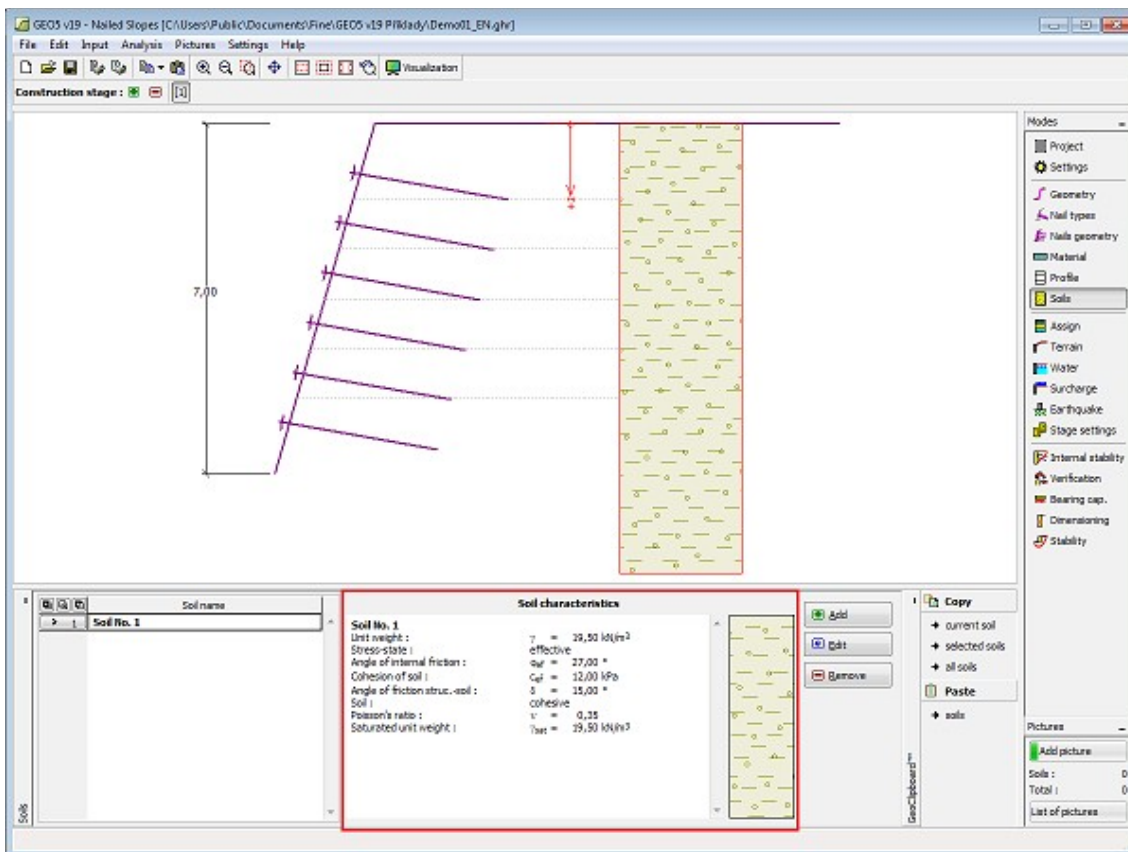 GEO5 v19 - Nailed Slopes [C:\Users\Public\Documents\Fine\GEO5 v19 Příklady\Demo01_EN.ghr]
File Edit Input Analysis Pictures Settings Help
Visualization
Construction stage : [1]
7,00
Modes
Project
Settings
Geometry
Nail types
Nails geometry
Material
Profile
Soils
Assign
Terrain
Water
Surcharge
Earthquake
Stage settings
Internal stability
Verification
Bearing cap.
Dimensioning
Stability
Soils
Soil name
> 1 Soil No. 1
Soil characteristics
Soil No. 1
Unit weight : γ = 19,50 kN/m³
Stress-state : effective
Angle of internal friction : φef = 27,00 °
Cohesion of soil : cef = 12,00 kPa
Angle of friction struc.-soil : δ = 15,00 °
Soil : cohesive
Poisson's ratio : ν = 0,35
Saturated unit weight : γsat = 19,50 kN/m³
Add
Edit
Remove
GeoClipboard™
Copy
current soil
selected soils
all soils
Paste
soils
Pictures
Add picture
Soils : 0
Total : 0
List of pictures